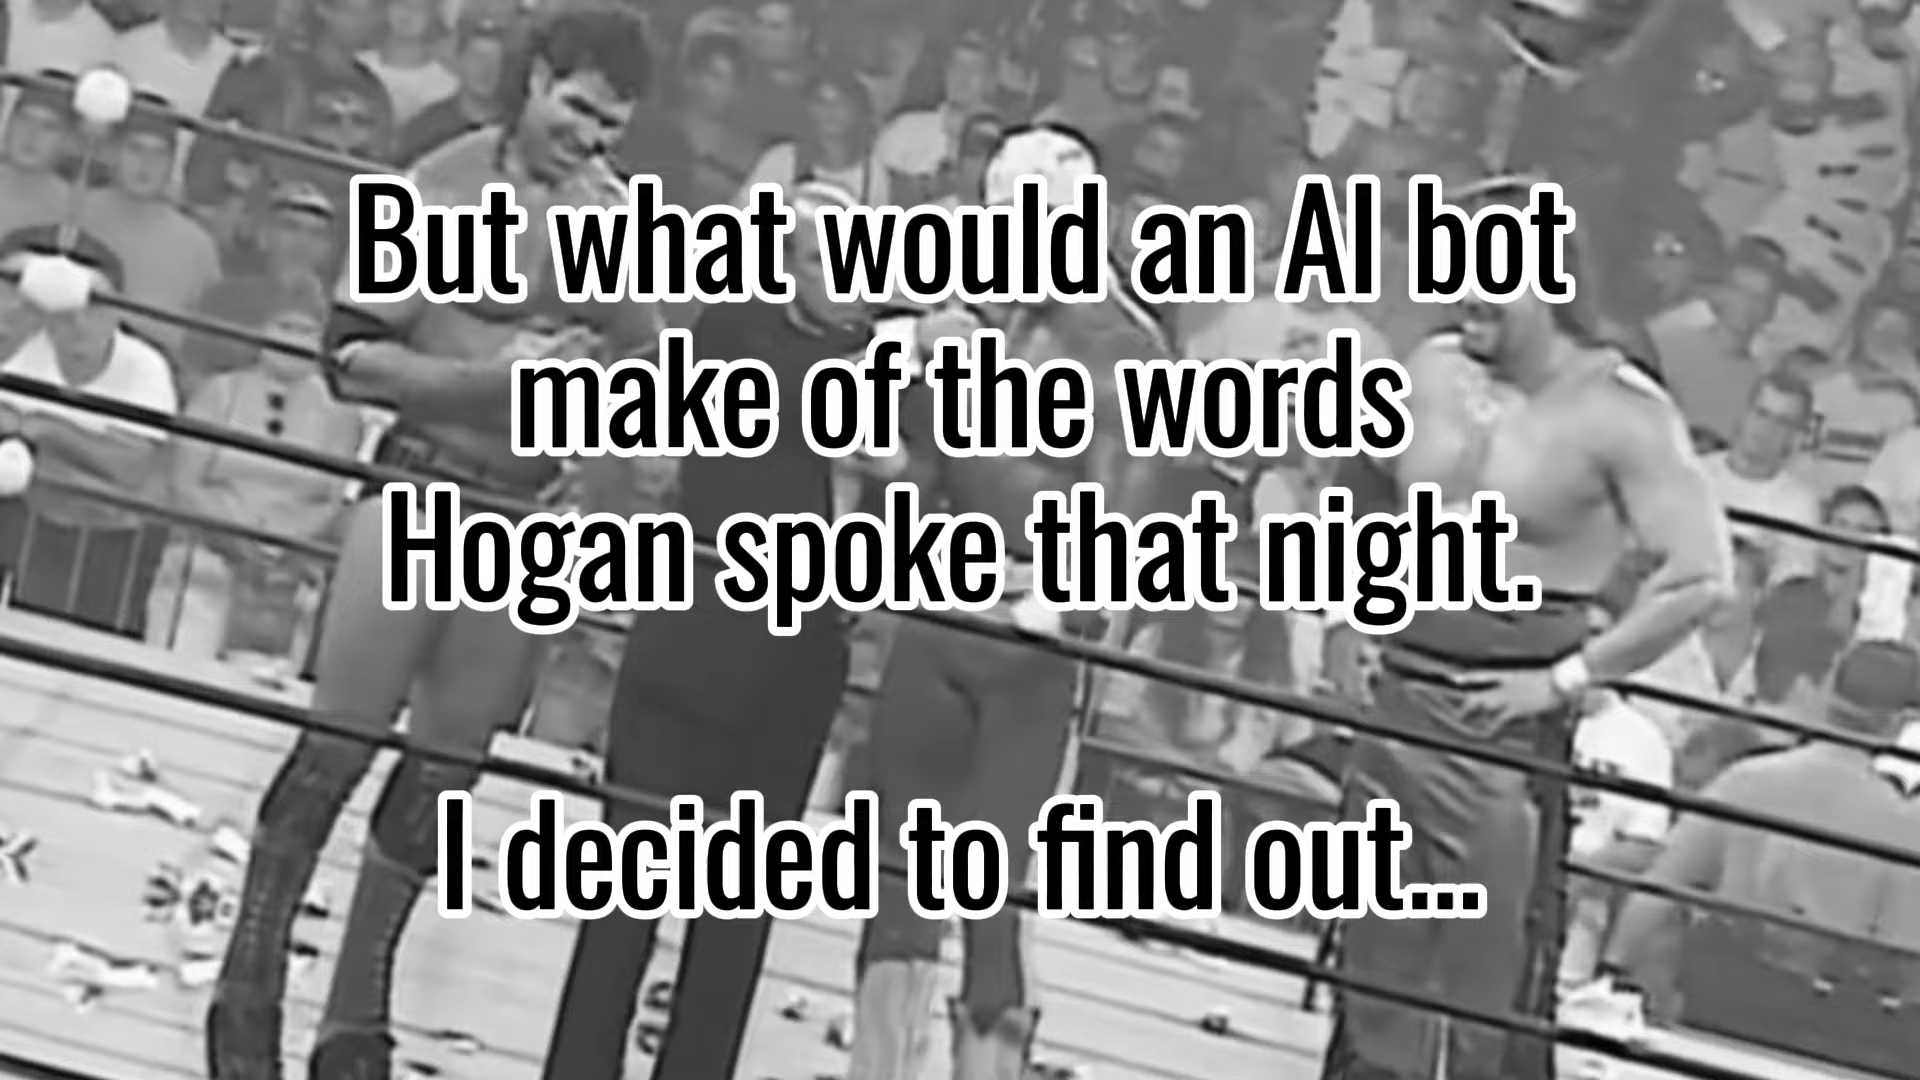 But what would an AI bot
make of the words
Hogan spoke that night.
I decided to find out...